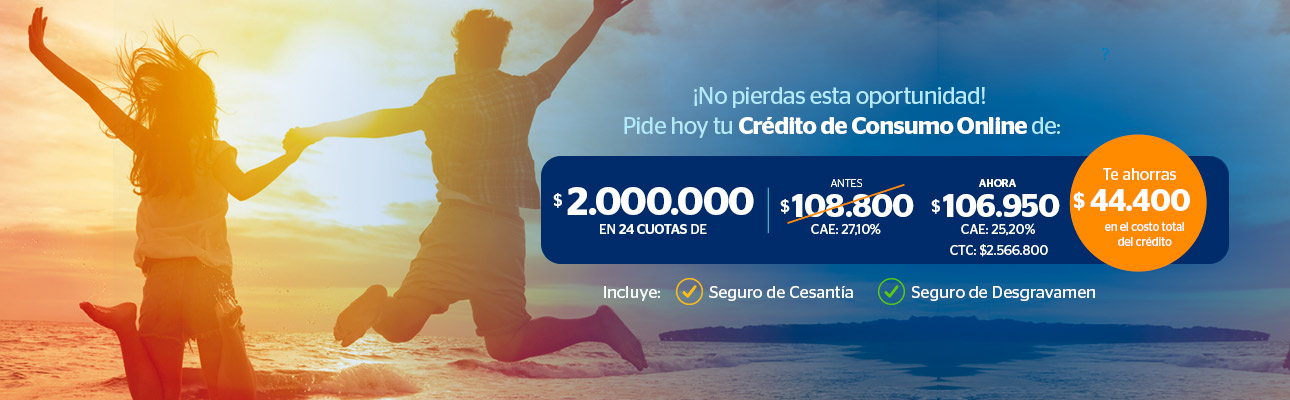 ?
¡No pierdas esta oportunidad!
Pide hoy tu Crédito de Consumo Online de:
$ 2.000.000
EN 24 CUOTAS DE
ANTES
$108.800
CAE: 27,10%
AHORA
$106.950
CAE: 25,20%
CTC: $2.566.800
Te ahorras
$ 44.400
en el costo total
del crédito
Incluye: Seguro de Cesantía Seguro de Desgravamen